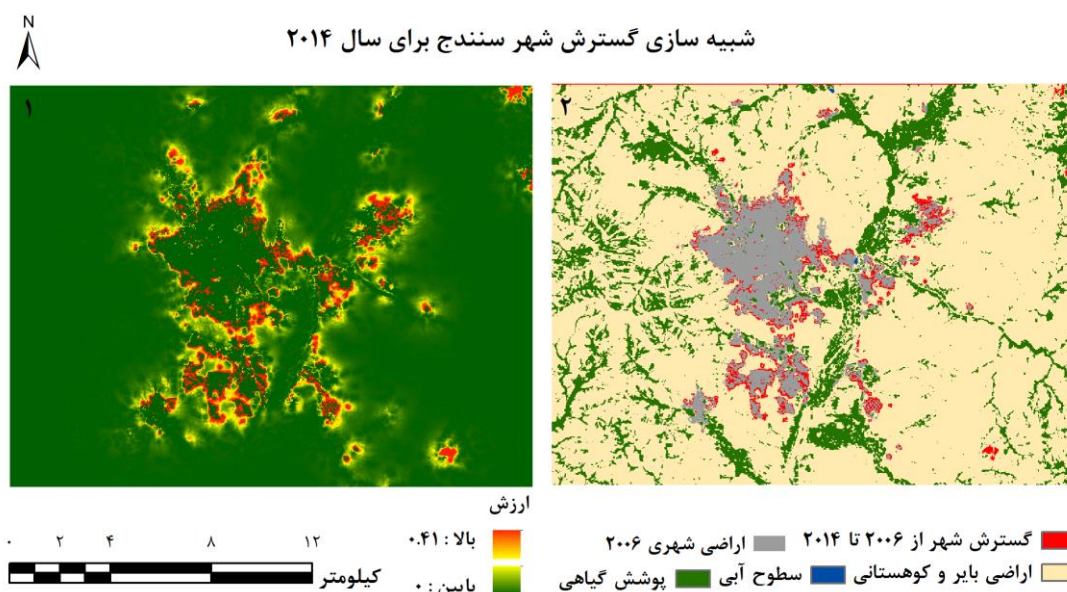 N
شبیه سازی گسترش شهر سنندج برای سال ۲۰۱۴
۱
۲
ارزش
بالا : ۰.۴۱
پایین : ۰
۰ ۲ ۴ ۸ ۱۲
کیلومتر
گسترش شهر از ۲۰۰۶ تا ۲۰۱۴
اراضی شهری ۲۰۰۶
اراضی بایر و کوهستانی
سطوح آبی
پوشش گیاهی